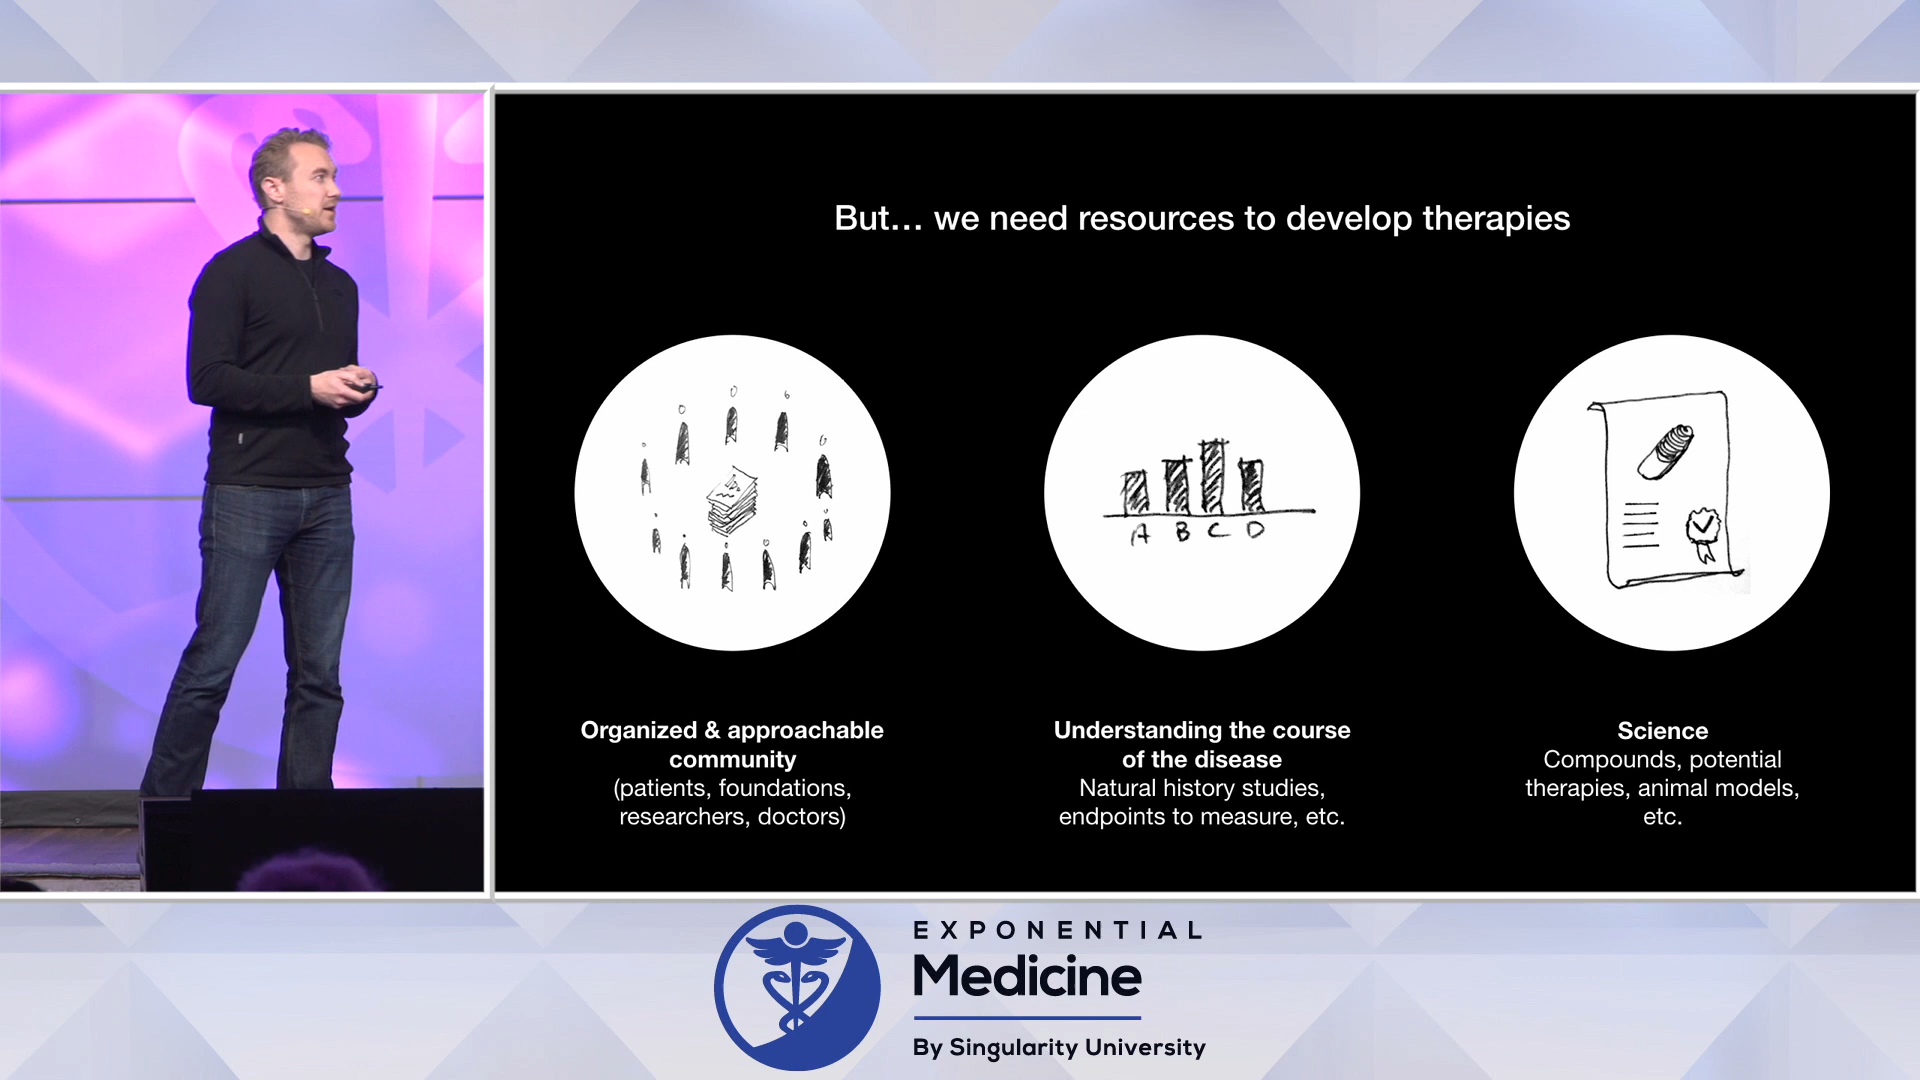 But... we need resources to develop therapies
A B C D
Organized & approachable
community
(patients, foundations,
researchers, doctors)
Understanding the course
of the disease
Natural history studies,
endpoints to measure, etc.
Science
Compounds, potential
therapies, animal models,
etc.
EXPONENTIAL
Medicine
By Singularity University